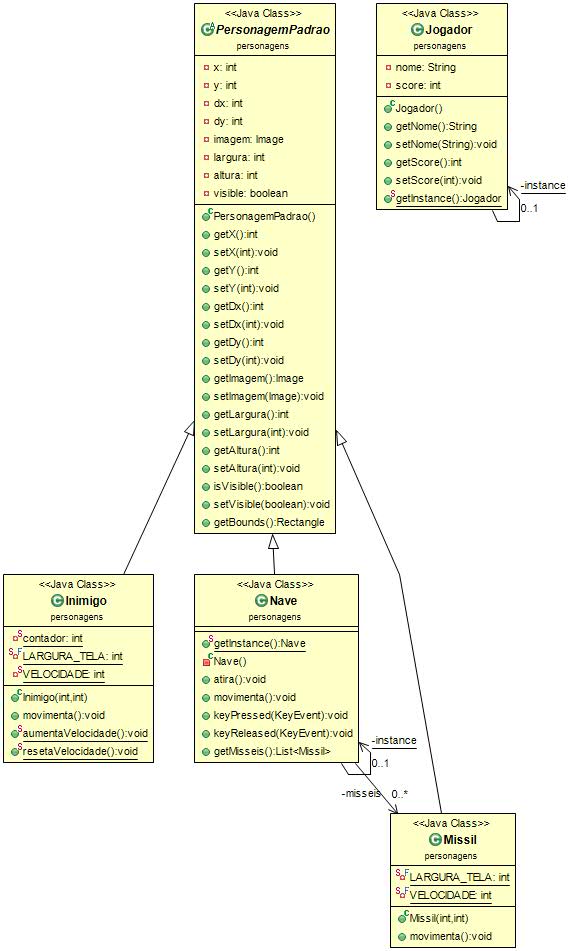 <<Java Class>>
PersonagemPadrao
personagens
x: int
y: int
dx: int
dy: int
imagem: Image
largura: int
altura: int
visible: boolean
PersonagemPadrao()
getX():int
setX(int):void
getY():int
setY(int):void
getDx():int
setDx(int):void
getDy():int
setDy(int):void
getImagem():Image
setImagem(Image):void
getLargura():int
setLargura(int):void
getAltura():int
setAltura(int):void
isVisible():boolean
setVisible(boolean):void
getBounds():Rectangle
<<Java Class>>
Jogador
personagens
nome: String
score: int
Jogador()
getNome():String
setNome(String):void
getScore():int
setScore(int):void
getInstance():Jogador
-instance
0..1
<<Java Class>>
Inimigo
personagens
contador: int
LARGURA_TELA: int
VELOCIDADE: int
Inimigo(int,int)
movimenta():void
aumentaVelocidade():void
resetaVelocidade():void
<<Java Class>>
Nave
personagens
getInstance():Nave
Nave()
atira():void
movimenta():void
keyPressed(KeyEvent):void
keyReleased(KeyEvent):void
getMisseis():List<Missil>
-instance
0..1
-misseis 0..*
<<Java Class>>
Missil
personagens
LARGURA_TELA: int
VELOCIDADE: int
Missil(int,int)
movimenta():void